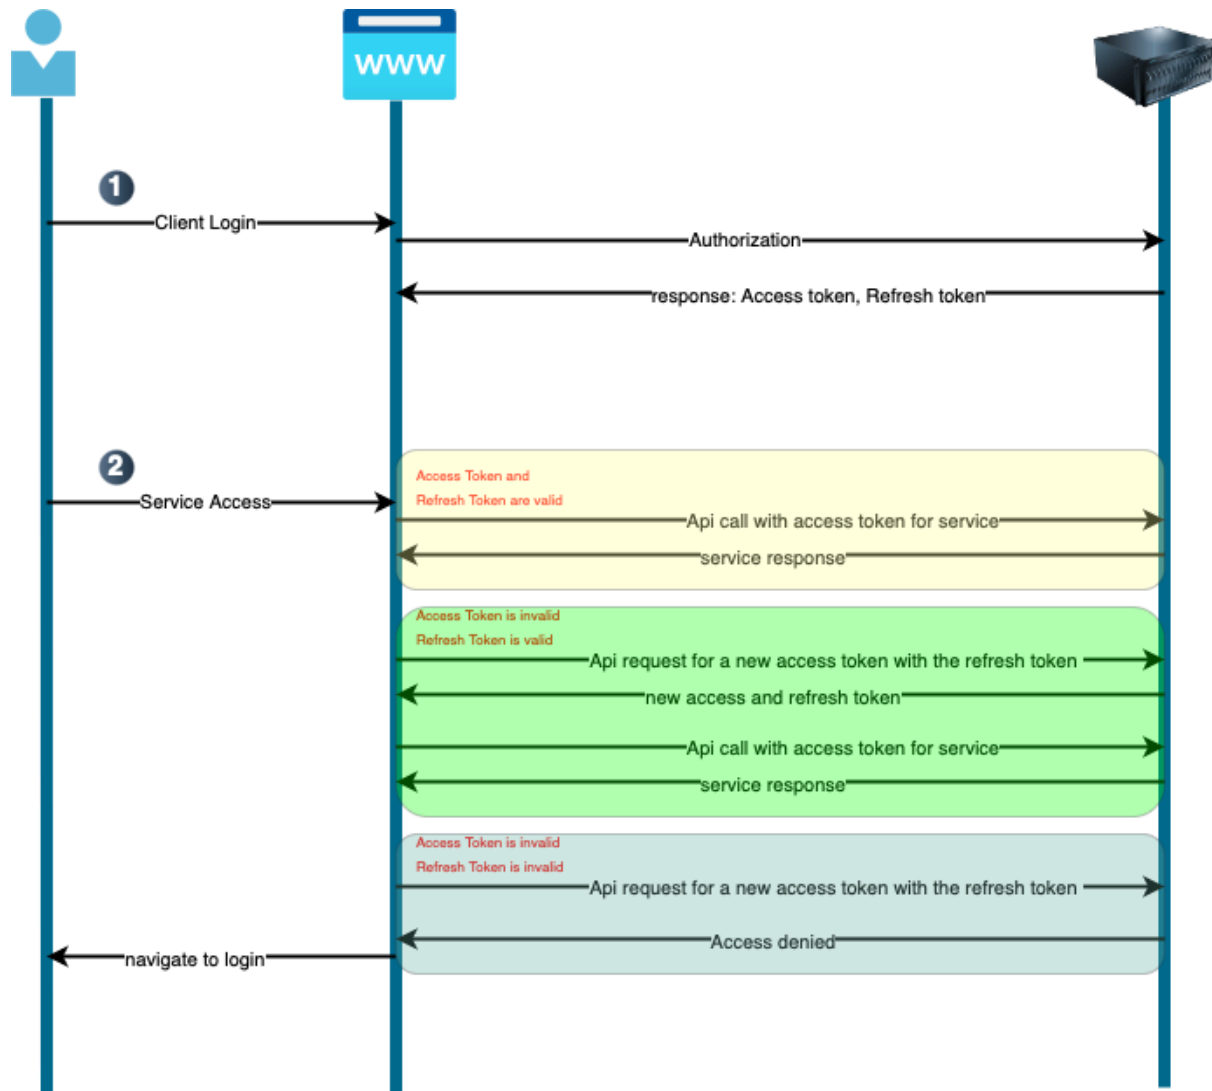 WWW
1
Client Login
Authorization
response: Access token, Refresh token
2
Service Access
Access Token and
Refresh Token are valid
Api call with access token for service
service response
Access Token is invalid
Refresh Token is valid
Api request for a new access token with the refresh token
new access and refresh token
Api call with access token for service
service response
Access Token is invalid
Refresh Token is invalid
Api request for a new access token with the refresh token
Access denied
navigate to login